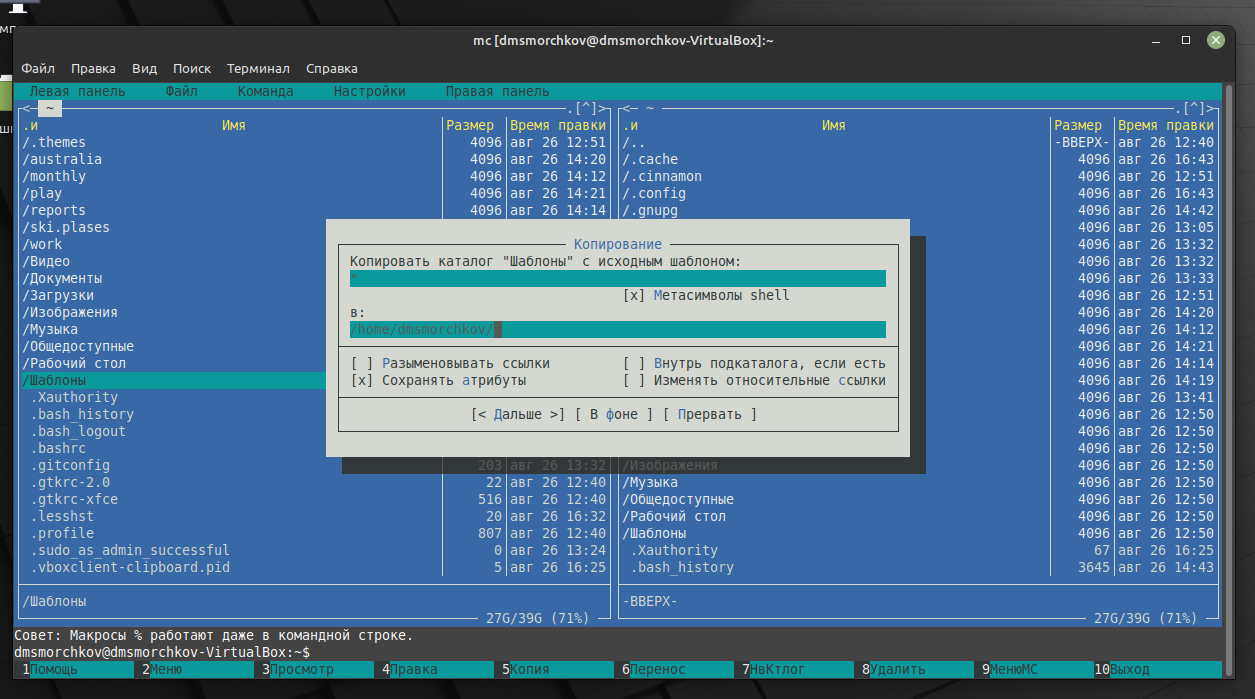 mc [dmsmorchkov@dmsmorchkov-VirtualBox]:~
Файл Правка Вид Поиск Терминал Справка
Левая панель Файл Команда Настройки Правая панель
<— ~ .[^]> <— ~ .[^]>
.и Имя Размер Время правки .и Имя Размер Время правки
/.themes 4096 авг 26 12:51 /.. -ВВЕРХ- авг 26 12:40
/australia 4096 авг 26 14:20 /.cache 4096 авг 26 16:43
/monthly 4096 авг 26 14:12 /.cinnamon 4096 авг 26 12:51
/play 4096 авг 26 14:21 /.config 4096 авг 26 16:43
/reports 4096 авг 26 14:14 /.gnupg 4096 авг 26 14:42
/ski.plases 4096 авг 26 13:05
/work 4096 авг 26 13:32
/Видео 4096 авг 26 13:32
/Документы 4096 авг 26 13:33
/Загрузки 4096 авг 26 12:51
/Изображения 4096 авг 26 14:20
/Музыка 4096 авг 26 14:12
/Общедоступные 4096 авг 26 14:21
/Рабочий стол 4096 авг 26 14:14
/Шаблоны 4096 авг 26 14:19
.Xauthority 4096 авг 26 13:41
.bash_history 4096 авг 26 12:50
.bash_logout 4096 авг 26 12:50
.bashrc 4096 авг 26 12:50
Копирование
Копировать каталог "Шаблоны" с исходным шаблоном:
*
[x] Метасимволы shell
в:
/home/dmsmorchkov/
[ ] Разыменовывать ссылки [ ] Внутрь подкаталога, если есть
[x] Сохранять атрибуты [ ] Изменять относительные ссылки
[< Дальше >] [ В фоне ] [ Прервать ]
.gitconfig 203 авг 26 13:32 /Изображения 4096 авг 26 12:50
.gtkrc-2.0 22 авг 26 12:40 /Музыка 4096 авг 26 12:50
.gtkrc-xfce 516 авг 26 12:40 /Общедоступные 4096 авг 26 12:50
.lesshst 20 авг 26 16:32 /Рабочий стол 4096 авг 26 12:50
.profile 807 авг 26 12:40 /Шаблоны 4096 авг 26 12:50
.sudo_as_admin_successful 0 авг 26 13:24 .Xauthority 67 авг 26 16:25
.vboxclient-clipboard.pid 5 авг 26 16:25 .bash_history 3645 авг 26 14:43
/Шаблоны -ВВЕРХ-
27G/39G (71%) 27G/39G (71%)
Совет: Макросы % работают даже в командной строке.
dmsmorchkov@dmsmorchkov-VirtualBox:~$
1Помощь 2Меню 3Просмотр 4Правка 5Копия 6Перенос 7НвКтлог 8Удалить 9МенюМС 10Выход